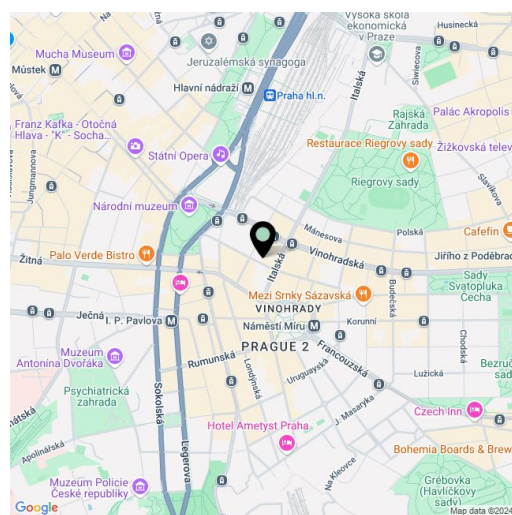 Vysoká škola
ekonomická
v Praze
Husinecká
Mucha Museum
Jeruzalémská synagoga
Siwiecova
Můstek
Hlavní nádraží
Praha hl.n.
Italská
Rajská
Zahrada
Palác Akropolis
Franz Kafka - Otočná
Hlava - "K" - Socha...
Restaurace Riegrovy sady
Žižkovská telev
Jungmannova
Státní Opera
Riegrovy sady
Slavíkova
Národní muzeum
Mánesova
Polská
Cafefin
Palo Verde Bistro
Vinohradská
Jiřího z Poděbrad
Žitná
Italská
Sady
Svatopluka
Čecha
Mezi Srnky Sázavská
Budečská
Ječná
I. P. Pavlova
VINOHRADY
Náměstí Míru
Korunní
PRAGUE 2
Chodská
Muzeum
Antonína Dvořáka
Rumunská
Francouzská
Bezruč
sady
Londýnská
Uruguayská
Lužická
Psychiatrická
zahrada
Sokolská
J. Masaryka
Czech Inn
Apolinářská
Hotel Ametyst Praha
Legerova
Bohemia Boards & Brew
Na Kleovce
Muzeum Policie
České republiky
Grébovka
(Havlíčkovy
sady)
Google
Map data ©2024